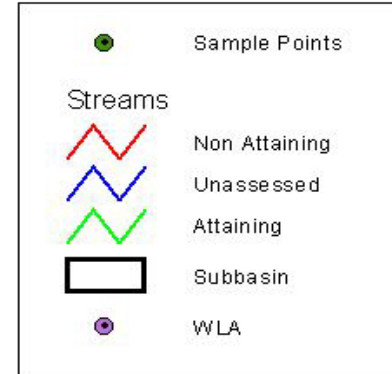 Sample Points
Streams
Non Attaining
Unassessed
Attaining
Subbasin
WLA